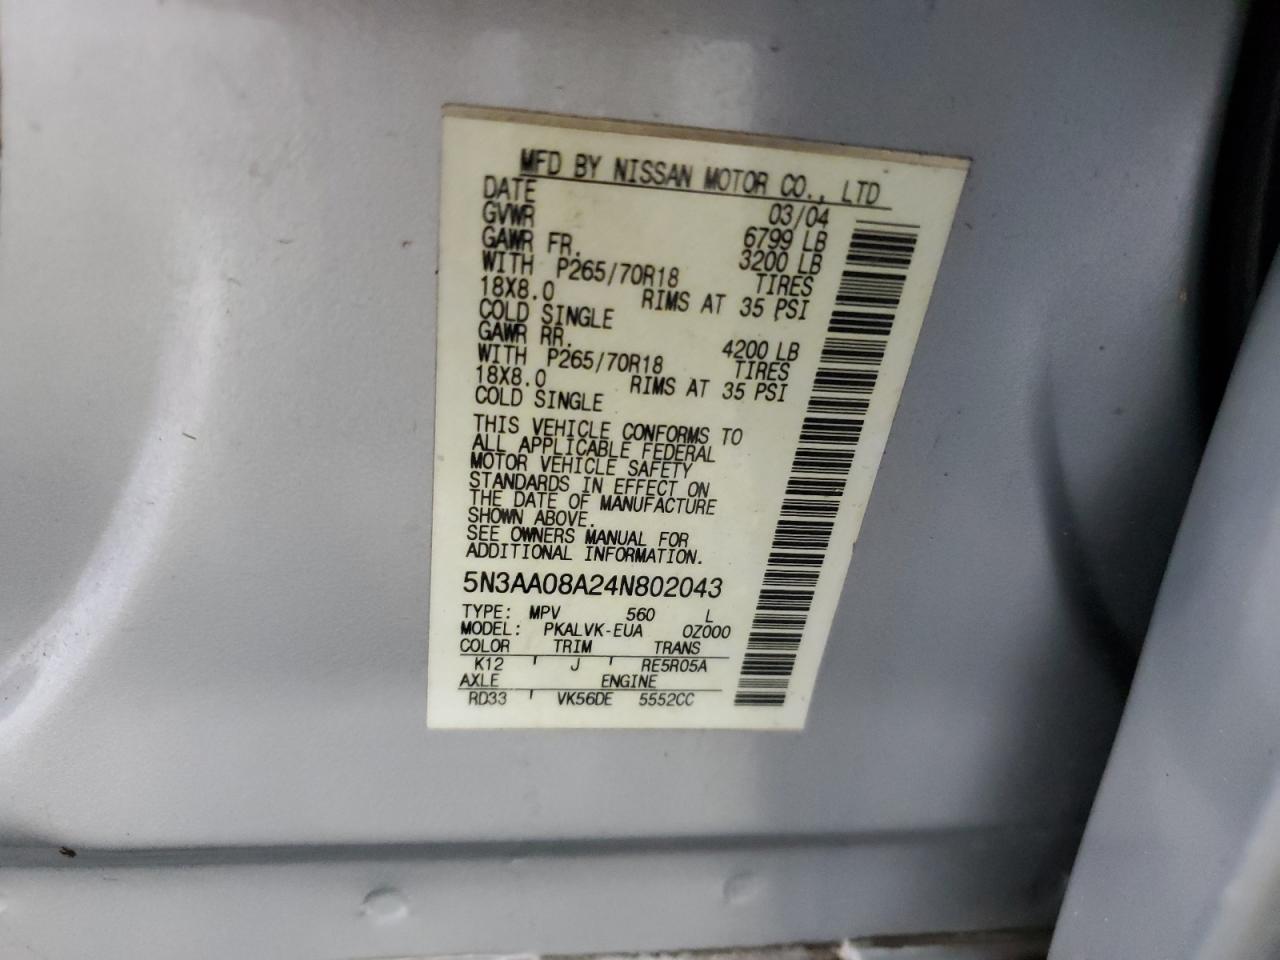 MFD BY NISSAN MOTOR CO., LTD
DATE 03/04
GVWR 6799 LB
GAWR FR. 3200 LB
WITH P265/70R18 TIRES
18X8.0 RIMS AT 35 PSI
COLD SINGLE
GAWR RR. 4200 LB
WITH P265/70R18 TIRES
18X8.0 RIMS AT 35 PSI
COLD SINGLE
THIS VEHICLE CONFORMS TO
ALL APPLICABLE FEDERAL
MOTOR VEHICLE SAFETY
STANDARDS IN EFFECT ON
THE DATE OF MANUFACTURE
SHOWN ABOVE.
SEE OWNERS MANUAL FOR
ADDITIONAL INFORMATION.
5N3AA08A24N802043
TYPE: MPV 560 L
MODEL: PKALVK-EUA 0Z000
COLOR TRIM TRANS
K12 ' J ' RE5R05A
AXLE ENGINE
RD33 ' VK56DE 5552CC